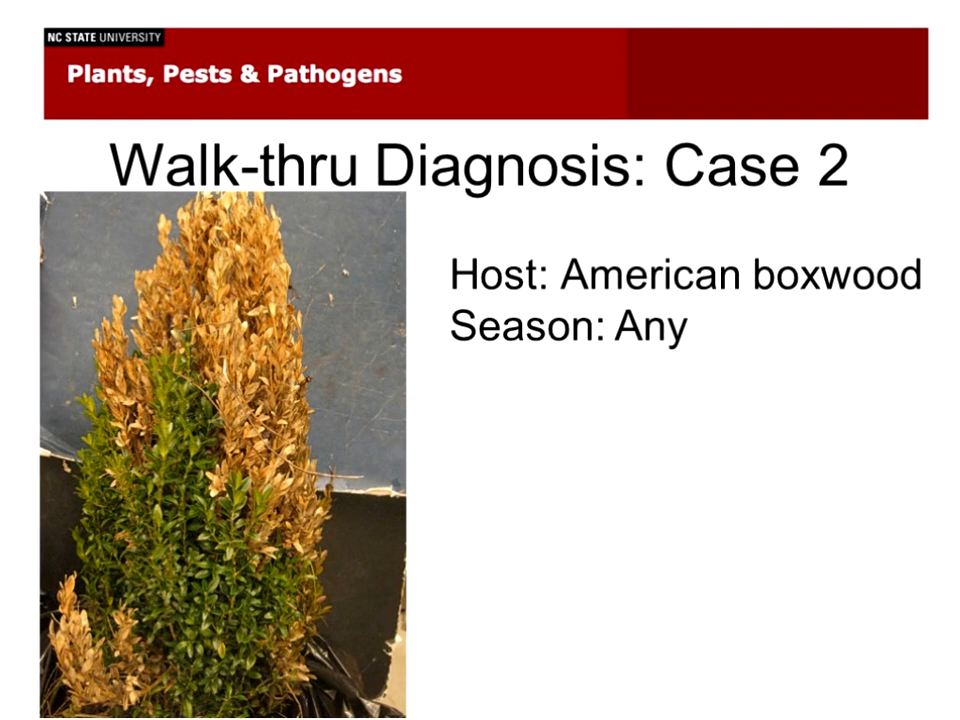 NC STATE UNIVERSITY
Plants, Pests & Pathogens
Walk-thru Diagnosis: Case 2
Host: American boxwood
Season: Any